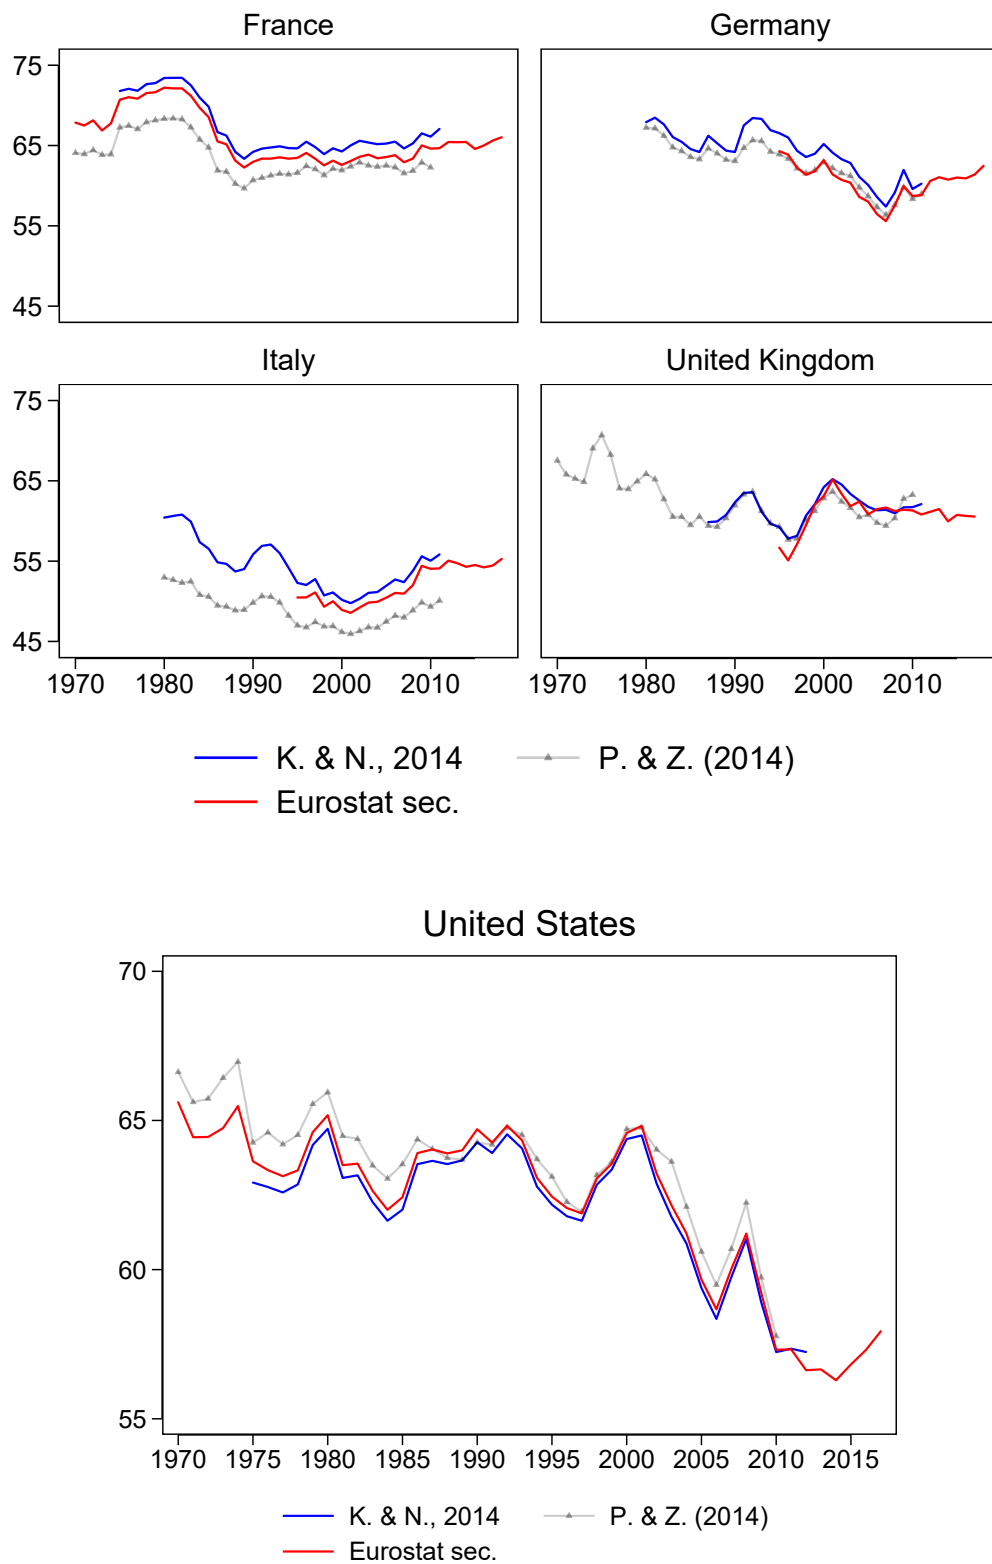 France
Germany
75
65
55
45
Italy
United Kingdom
75
65
55
45
1970 1980 1990 2000 2010
1970 1980 1990 2000 2010
K. & N., 2014
P. & Z. (2014)
Eurostat sec.
United States
70
65
60
55
1970 1975 1980 1985 1990 1995 2000 2005 2010 2015
K. & N., 2014
P. & Z. (2014)
Eurostat sec.